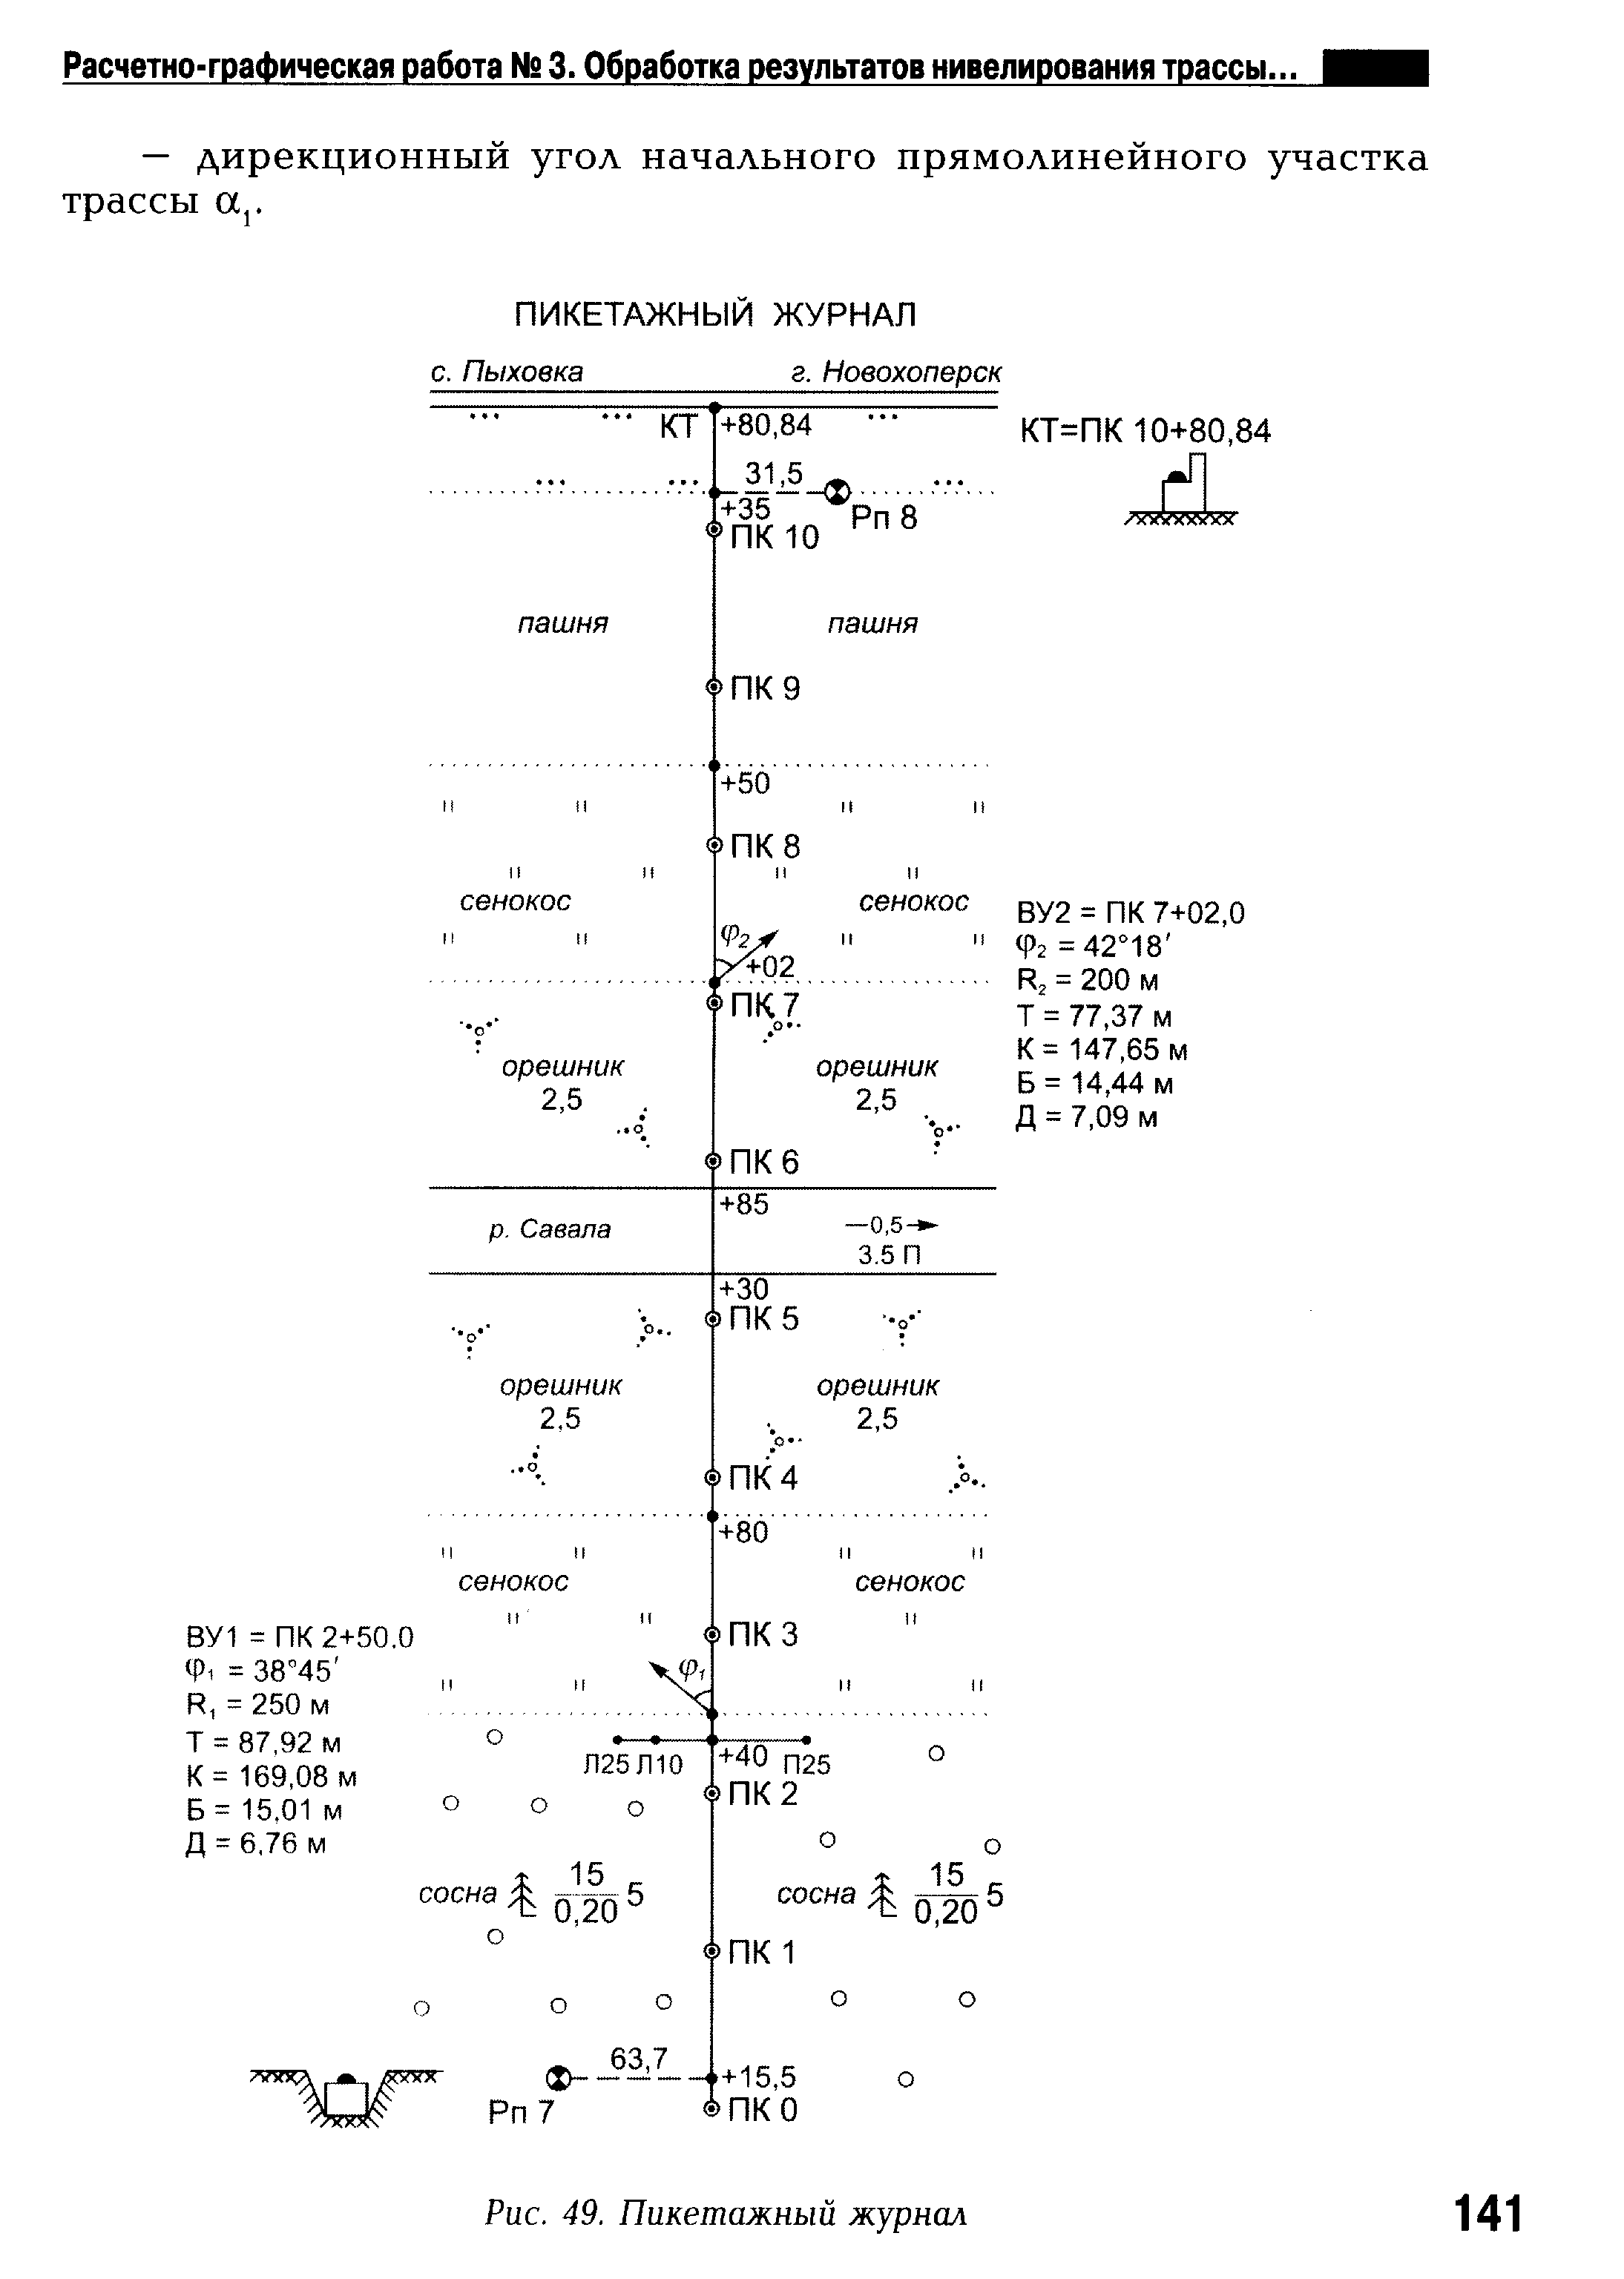 Расчетно-графическая работа № 3. Обработка результатов нивелирования трассы...
— дирекционный угол начального прямолинейного участка
трассы α₁.
ПИКЕТАЖНЫЙ ЖУРНАЛ
с. Пыховка г. Новохоперск
КТ +80,84
КТ=ПК 10+80,84
31,5
+35
Рп 8
ПК 10
пашня пашня
ПК 9
+50
ПК 8
сенокос сенокос
ВУ2 = ПК 7+02,0
φ₂ = 42°18′
R₂ = 200 м
Т = 77,37 м
К = 147,65 м
Б = 14,44 м
Д = 7,09 м
φ₂
+02
ПК 7
орешник орешник
2,5 2,5
ПК 6
+85
р. Савала
0,5
3.5 П
+30
ПК 5
орешник орешник
2,5 2,5
ПК 4
+80
сенокос сенокос
ПК 3
ВУ1 = ПК 2+50.0
φ₁ = 38°45′
R₁ = 250 м
Т = 87,92 м
К = 169,08 м
Б = 15,01 м
Д = 6,76 м
φ₁
Л25 Л10 +40 П25
ПК 2
сосна 15/0,20 5 сосна 15/0,20 5
ПК 1
63,7
+15,5
Рп 7
ПК 0
Рис. 49. Пикетажный журнал
141